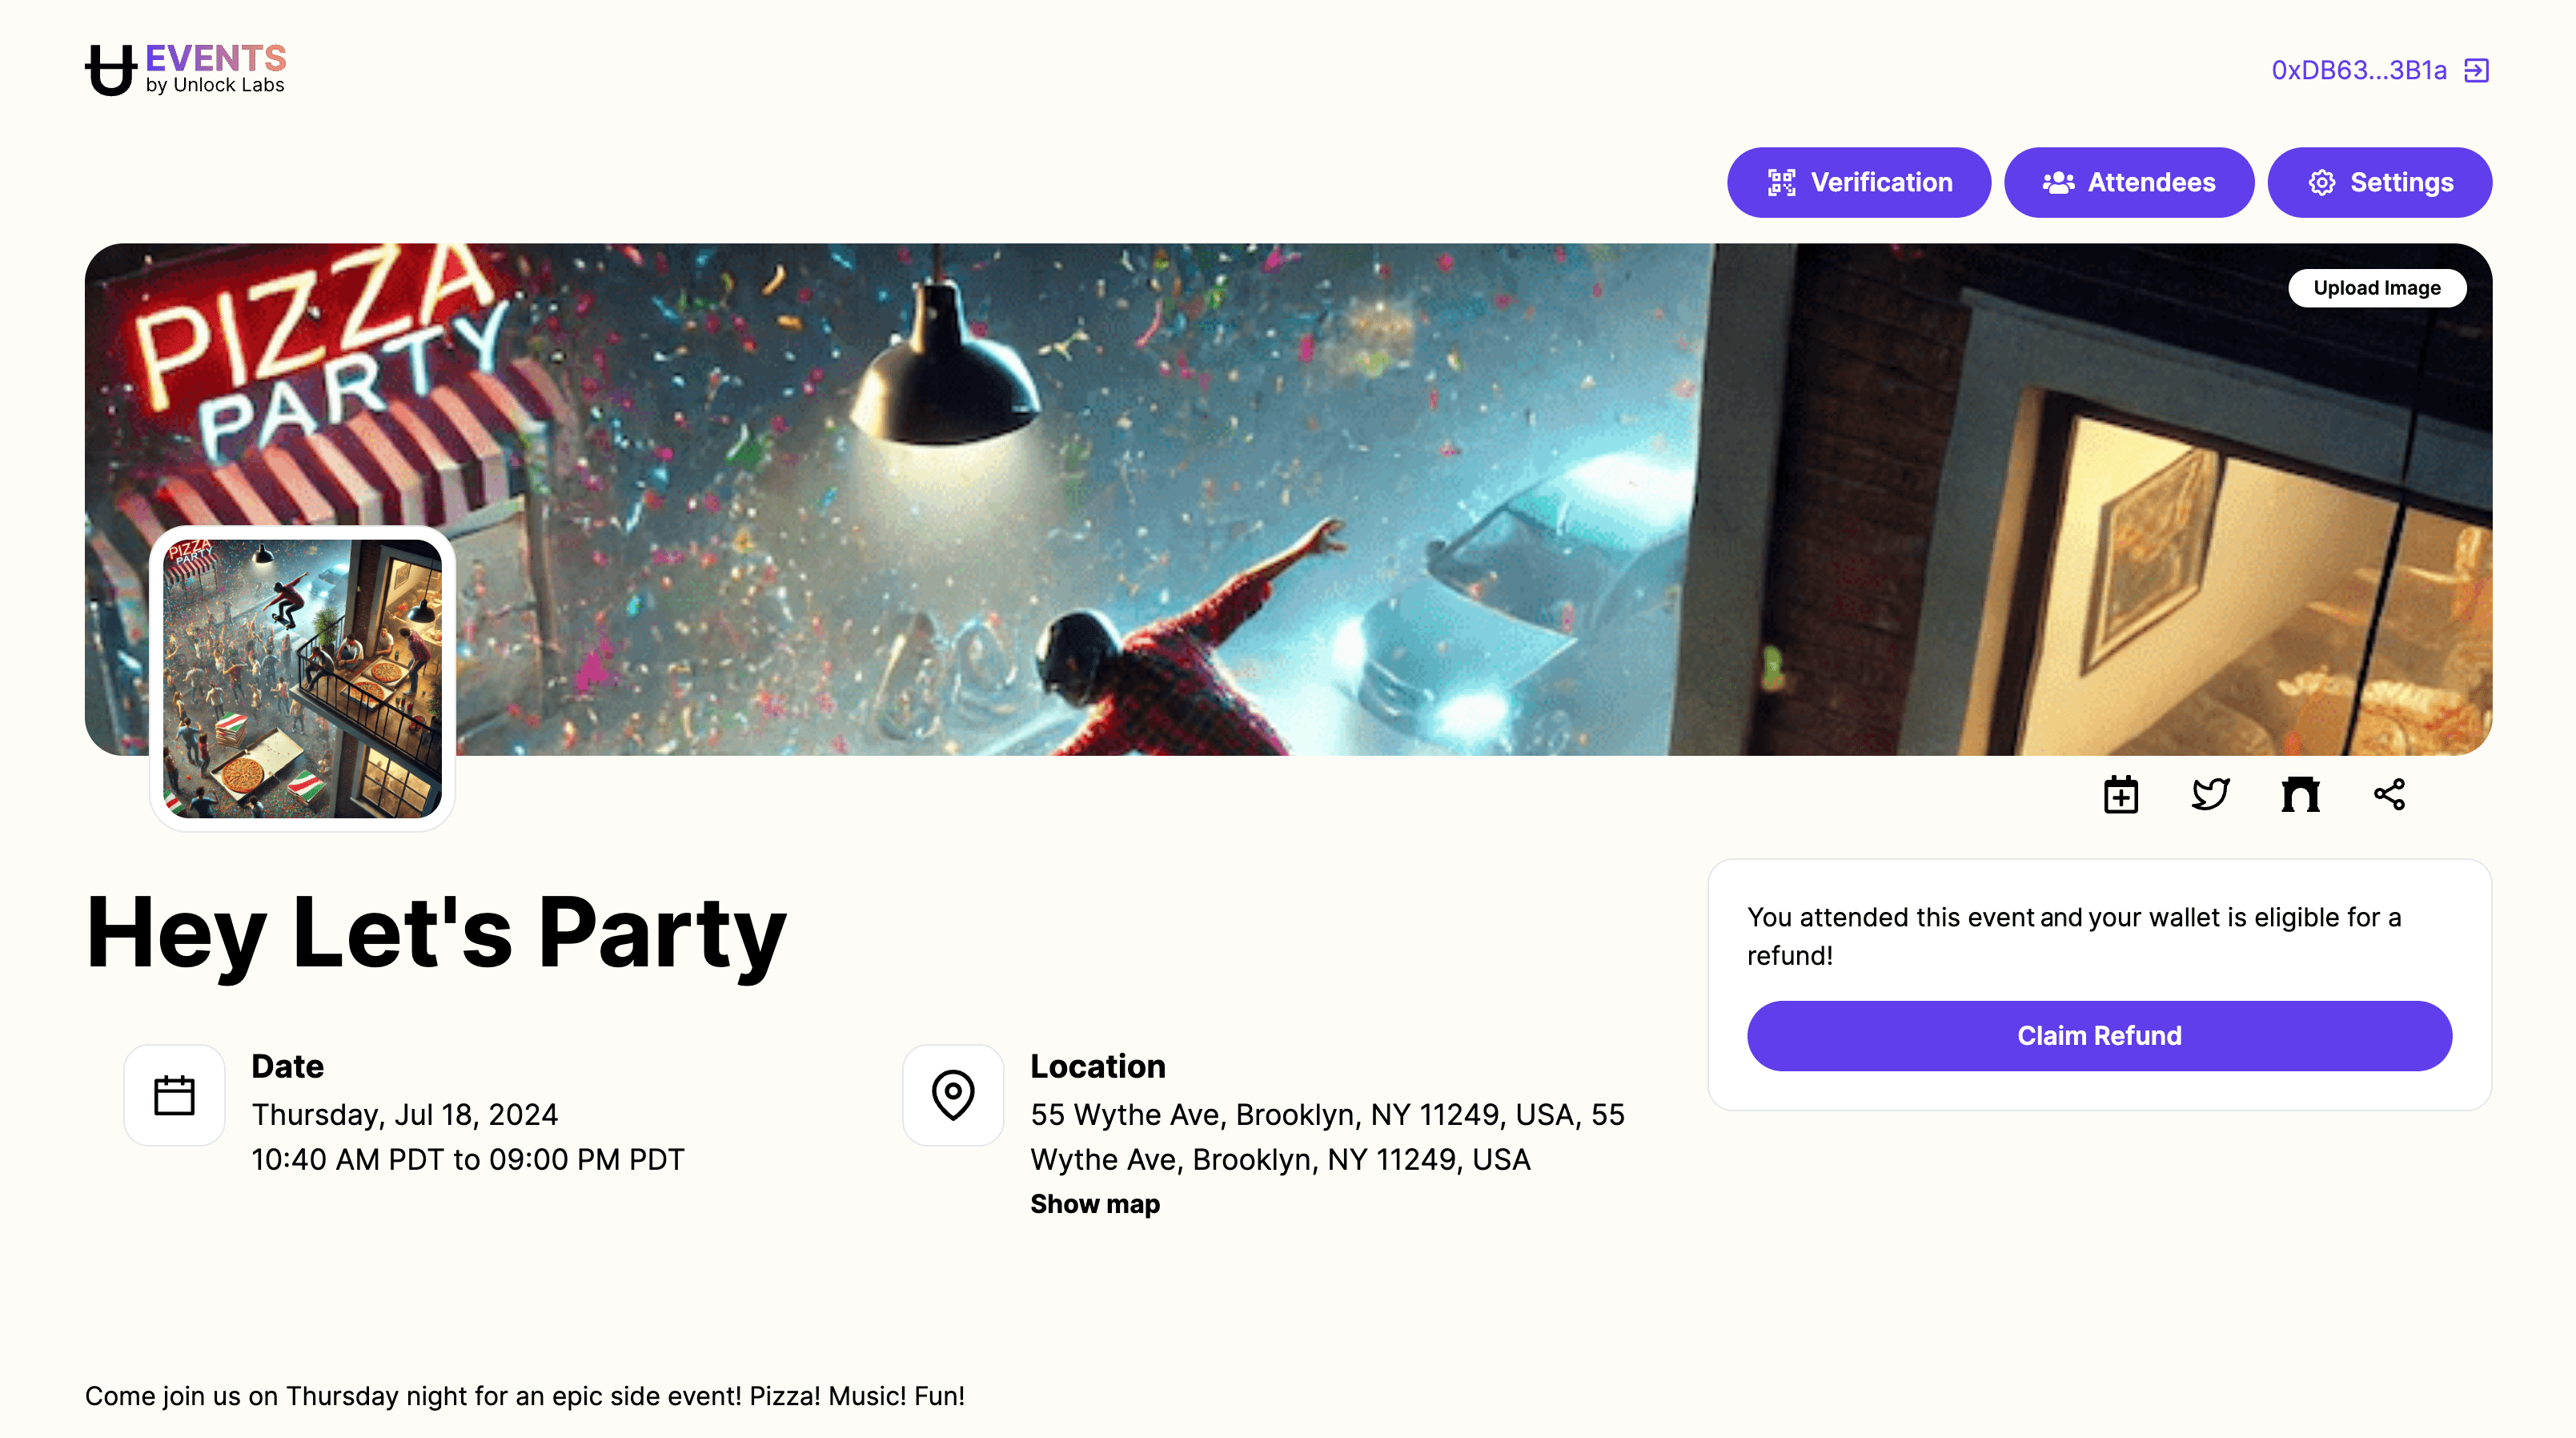 EVENTS
by Unlock Labs
0xDB63...3B1a
Verification
Attendees
Settings
PIZZA
PARTY
Upload Image
PIZZA
PARTY
Hey Let's Party
You attended this event and your wallet is eligible for a
refund!
Claim Refund
Date
Thursday, Jul 18, 2024
10:40 AM PDT to 09:00 PM PDT
Location
55 Wythe Ave, Brooklyn, NY 11249, USA, 55
Wythe Ave, Brooklyn, NY 11249, USA
Show map
Come join us on Thursday night for an epic side event! Pizza! Music! Fun!